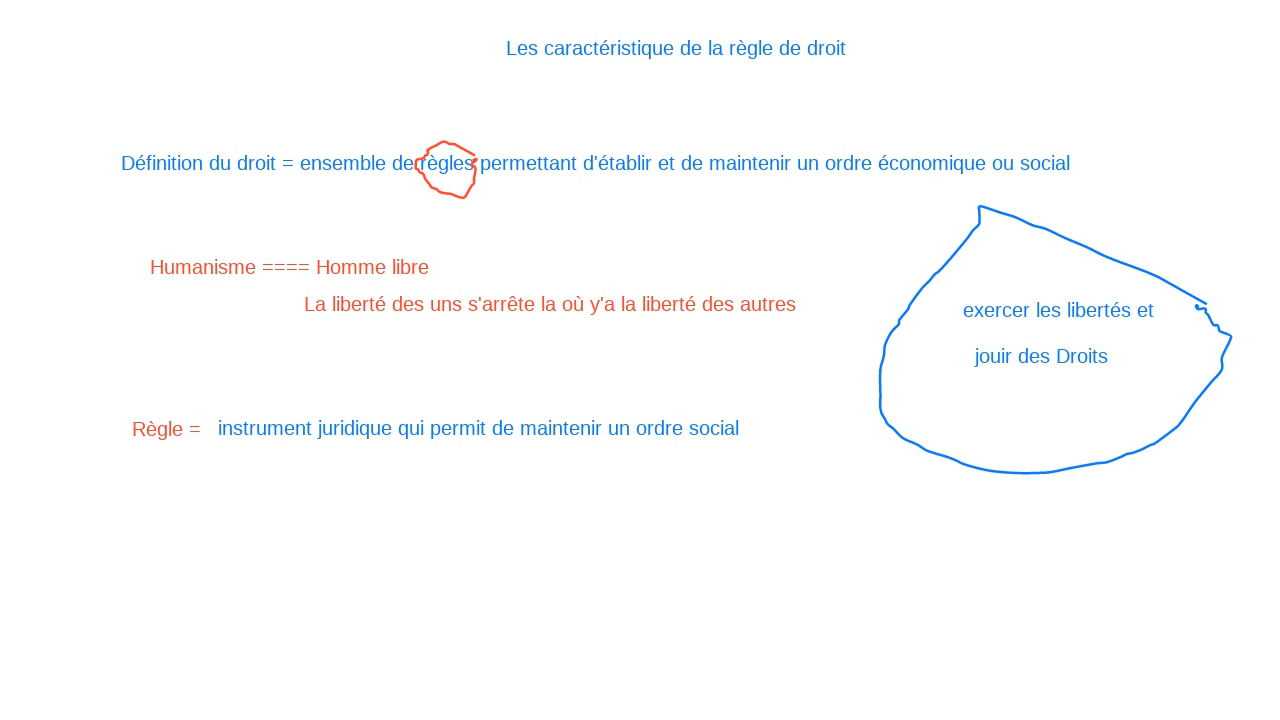 Les caractéristique de la règle de droit
Définition du droit = ensemble de règles permettant d'établir et de maintenir un ordre économique ou social
Humanisme ==== Homme libre
La liberté des uns s'arrête la où y'a la liberté des autres
exercer les libertés et
jouir des Droits
Règle = instrument juridique qui permit de maintenir un ordre social